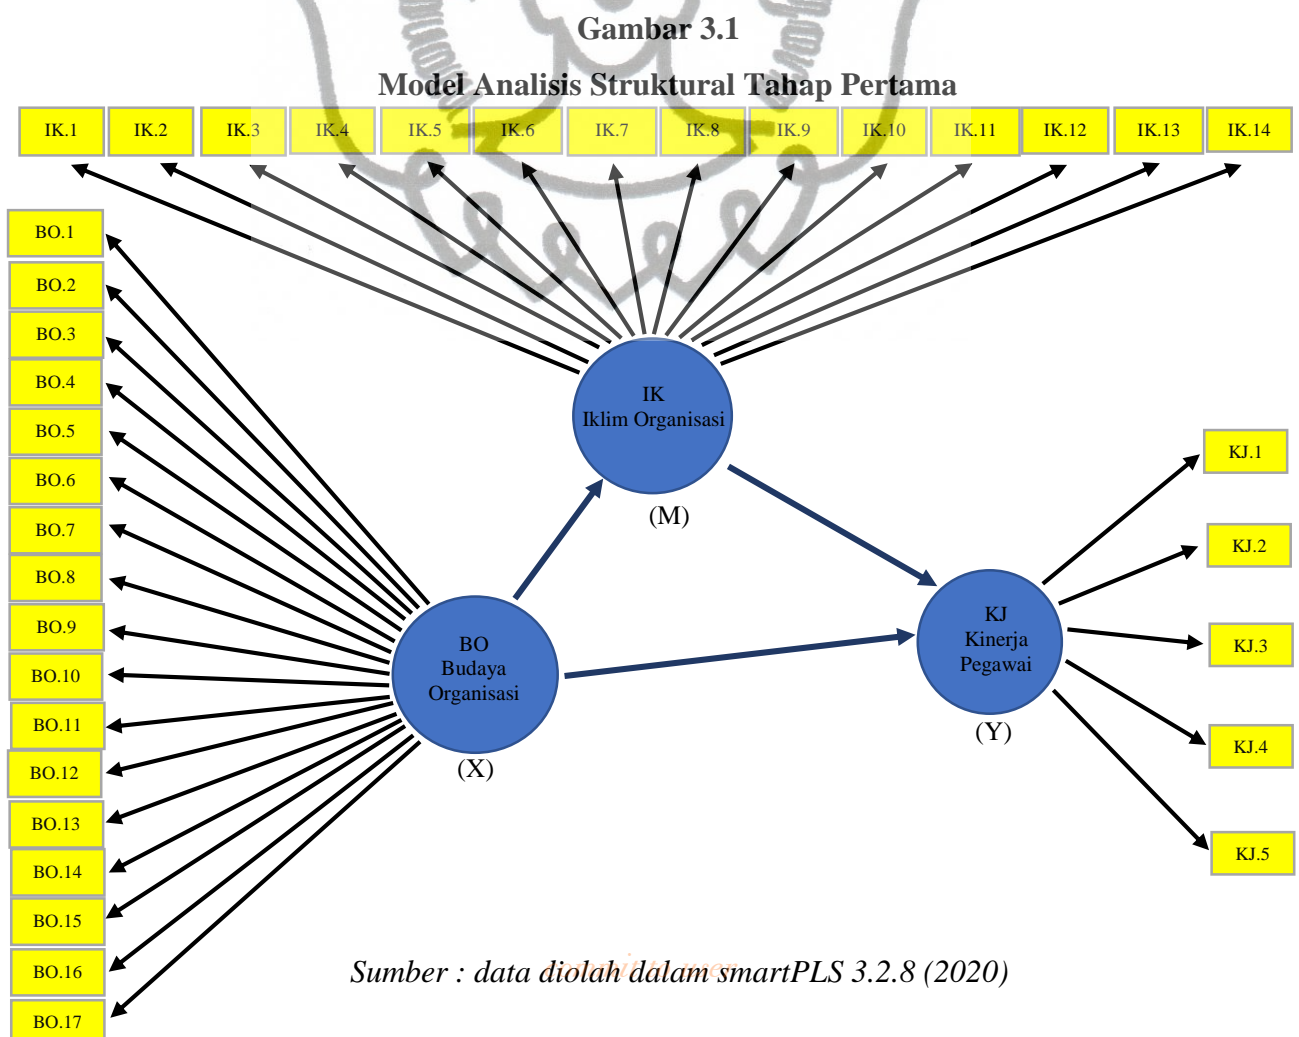 Gambar 3.1
Model Analisis Struktural Tahap Pertama
IK.1 IK.2 IK.3 IK.4 IK.5 IK.6 IK.7 IK.8 IK.9 IK.10 IK.11 IK.12 IK.13 IK.14
BO.1
BO.2
BO.3
BO.4
BO.5
BO.6
BO.7
BO.8
BO.9
BO.10
BO.11
BO.12
BO.13
BO.14
BO.15
BO.16
BO.17
IK
Iklim Organisasi
(M)
BO
Budaya
Organisasi
(X)
KJ
Kinerja
Pegawai
(Y)
KJ.1
KJ.2
KJ.3
KJ.4
KJ.5
commit to user
Sumber : data diolah dalam smartPLS 3.2.8 (2020)